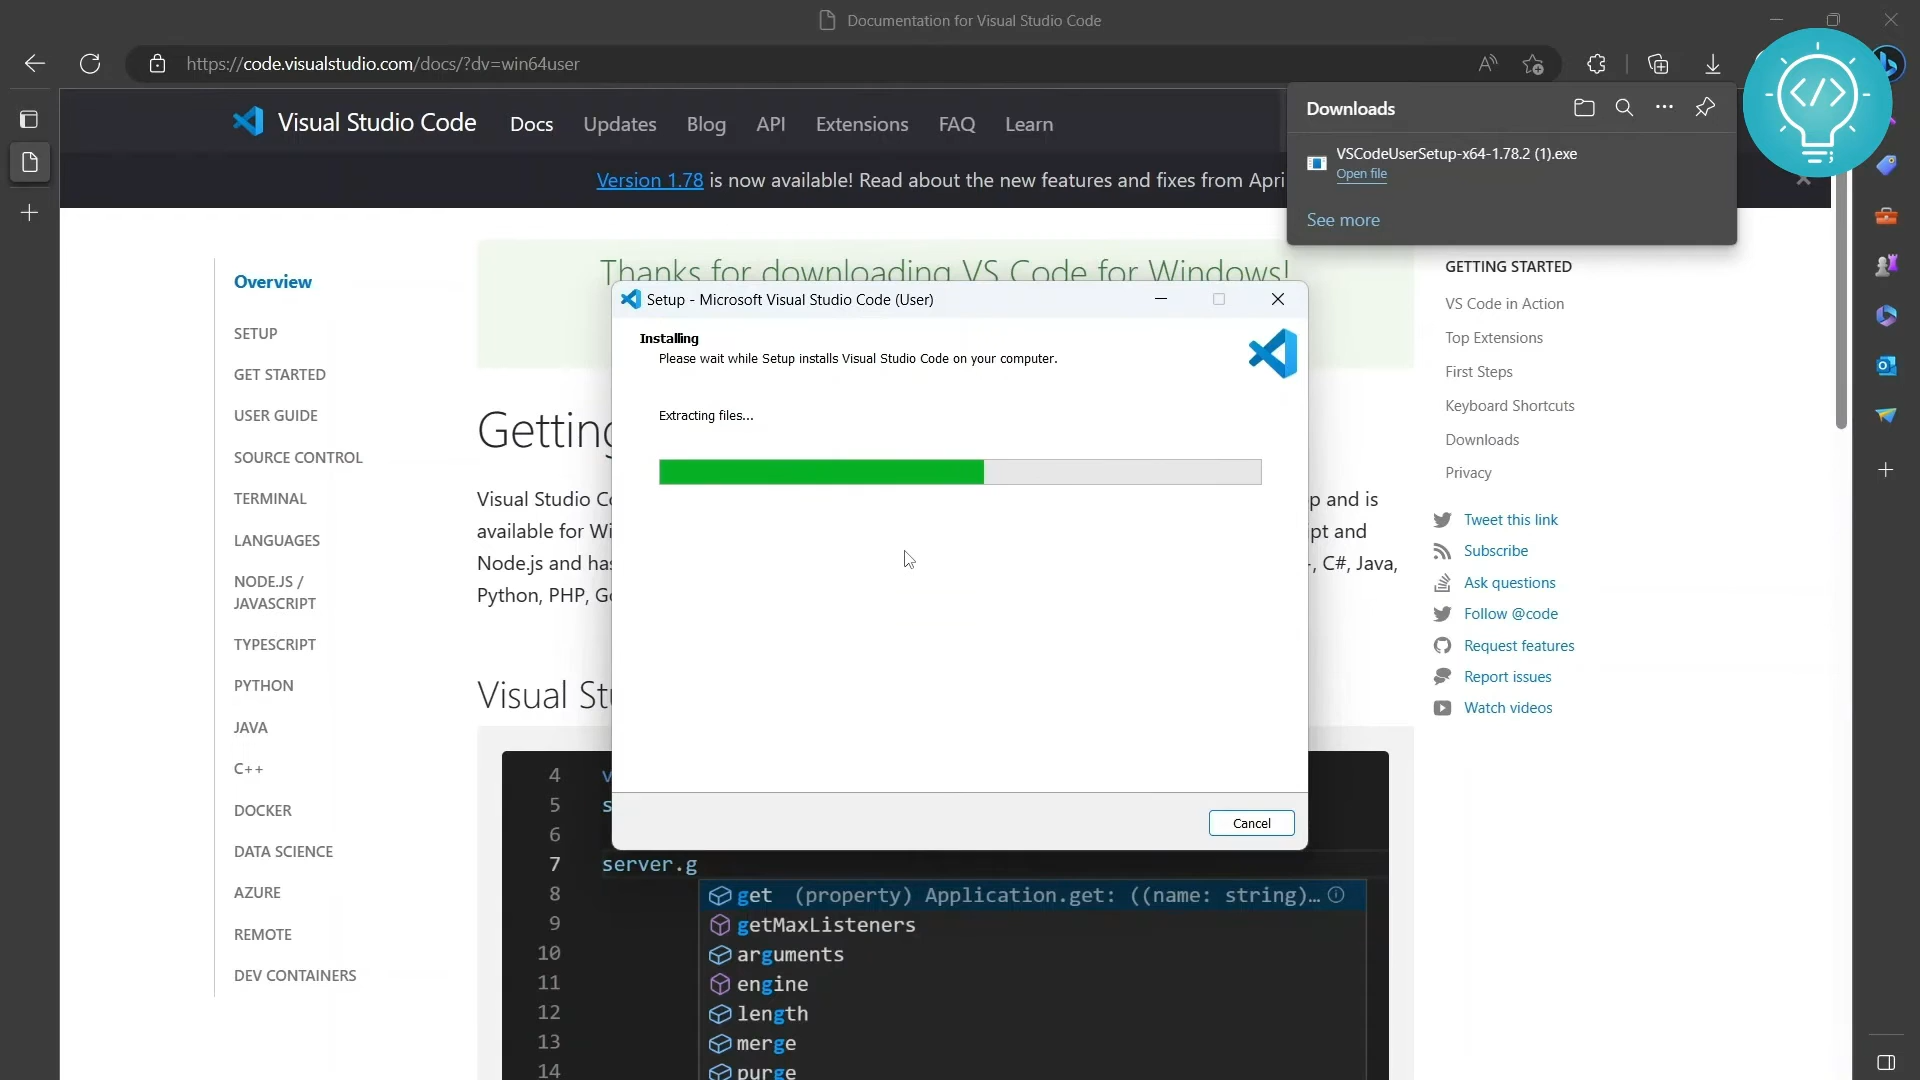 Documentation for Visual Studio Code
https://code.visualstudio.com/docs/?dv=win64user
Visual Studio Code
Docs
Updates
Blog
API
Extensions
FAQ
Learn
Version 1.78 is now available! Read about the new features and fixes from Apri
Downloads
VSCodeUserSetup-x64-1.78.2 (1).exe
Open file
See more
Overview
SETUP
GET STARTED
USER GUIDE
SOURCE CONTROL
TERMINAL
LANGUAGES
NODE.JS /
JAVASCRIPT
TYPESCRIPT
PYTHON
JAVA
C++
DOCKER
DATA SCIENCE
AZURE
REMOTE
DEV CONTAINERS
Thanks for downloading VS Code for Windows!
Setup - Microsoft Visual Studio Code (User)
Installing
Please wait while Setup installs Visual Studio Code on your computer.
Extracting files...
Cancel
Getting
Visual Studio Co
p and is
available for Wi
pt and
Node.js and has
, C#, Java,
Python, PHP, Go
Visual Stu
4
5 s
6
7 server.g
8 get (property) Application.get: ((name: string)…
9 getMaxListeners
10 arguments
11 engine
12 length
13 merge
14 purge
GETTING STARTED
VS Code in Action
Top Extensions
First Steps
Keyboard Shortcuts
Downloads
Privacy
Tweet this link
Subscribe
Ask questions
Follow @code
Request features
Report issues
Watch videos